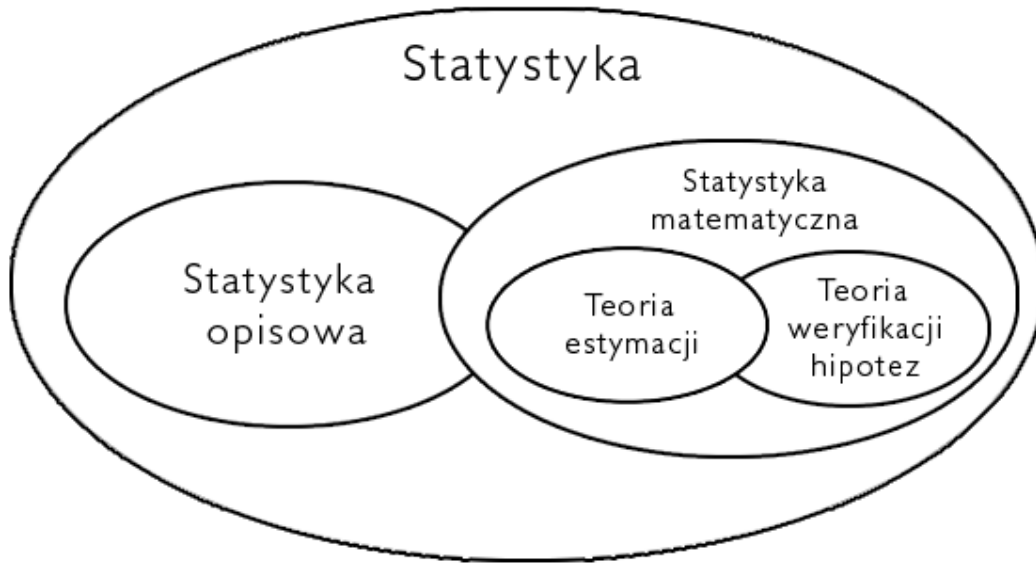 Statystyka
Statystyka
opisowa
Statystyka
matematyczna
Teoria
estymacji
Teoria
weryfikacji
hipotez